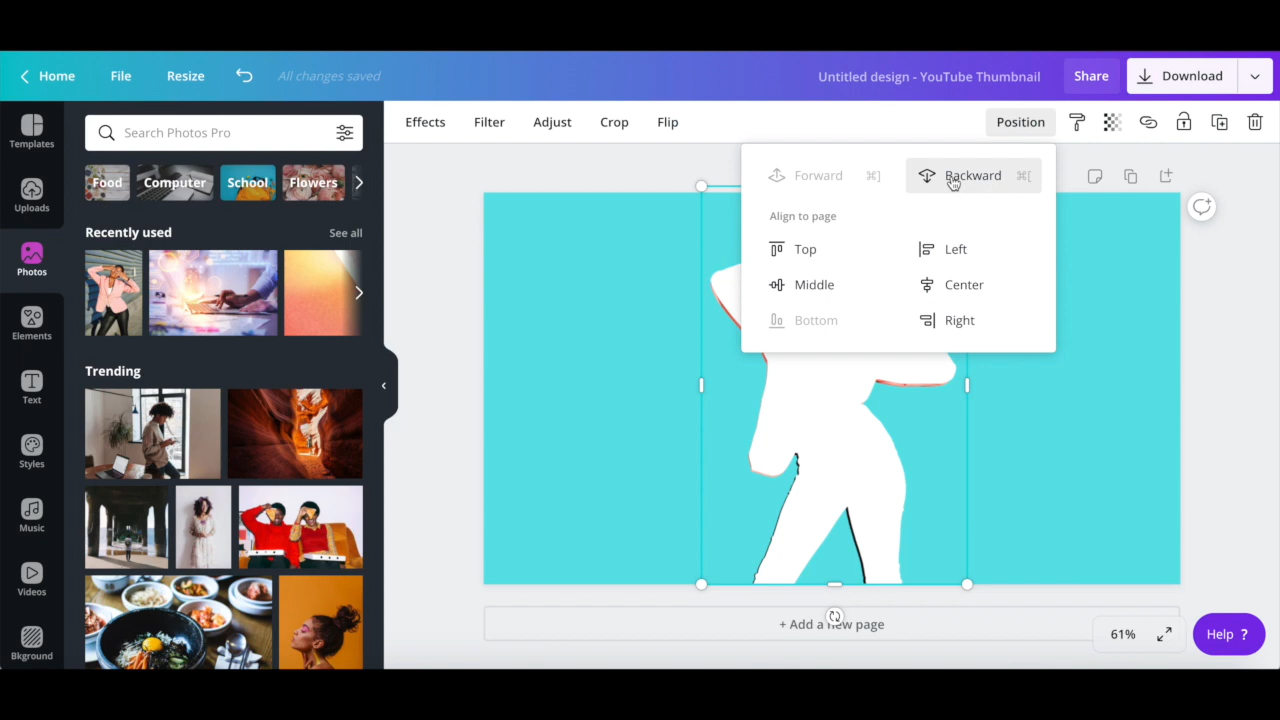 Home File Resize All changes saved Untitled design - YouTube Thumbnail Share Download
Templates
Uploads
Photos
Elements
Text
Styles
Music
Videos
Bkground
Search Photos Pro
Food Computer School Flowers
Recently used See all
Trending
Effects Filter Adjust Crop Flip Position
Forward ⌘] Backward ⌘[
Align to page
Top Left
Middle Center
Bottom Right
+ Add a new page
61%
Help ?